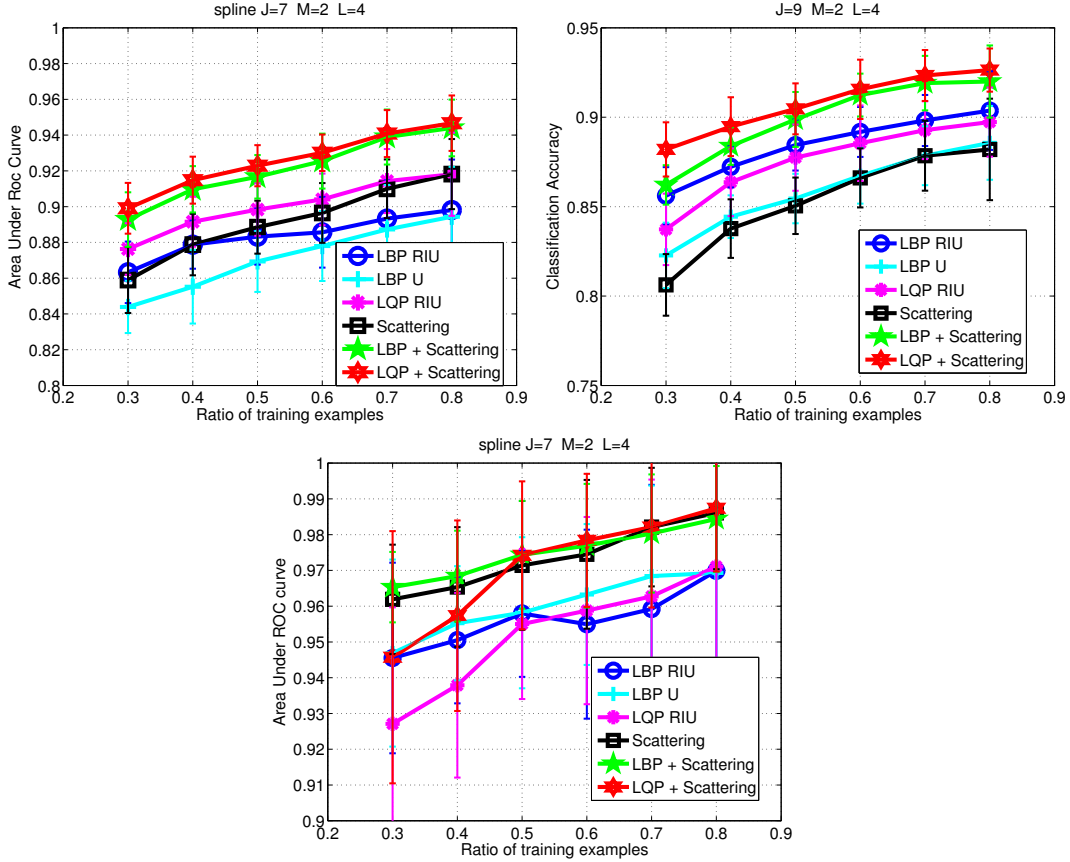 spline J=7 M=2 L=4
Area Under Roc Curve
1
0.98
0.96
0.94
0.92
0.9
0.88
0.86
0.84
0.82
0.8
0.2 0.3 0.4 0.5 0.6 0.7 0.8 0.9
Ratio of training examples
LBP RIU
LBP U
LQP RIU
Scattering
LBP + Scattering
LQP + Scattering
J=9 M=2 L=4
Classification Accuracy
0.95
0.9
0.85
0.8
0.75
0.2 0.3 0.4 0.5 0.6 0.7 0.8 0.9
Ratio of training examples
LBP RIU
LBP U
LQP RIU
Scattering
LBP + Scattering
LQP + Scattering
spline J=7 M=2 L=4
Area Under ROC curve
1
0.99
0.98
0.97
0.96
0.95
0.94
0.93
0.92
0.91
0.9
0.2 0.3 0.4 0.5 0.6 0.7 0.8 0.9
Ratio of training examples
LBP RIU
LBP U
LQP RIU
Scattering
LBP + Scattering
LQP + Scattering